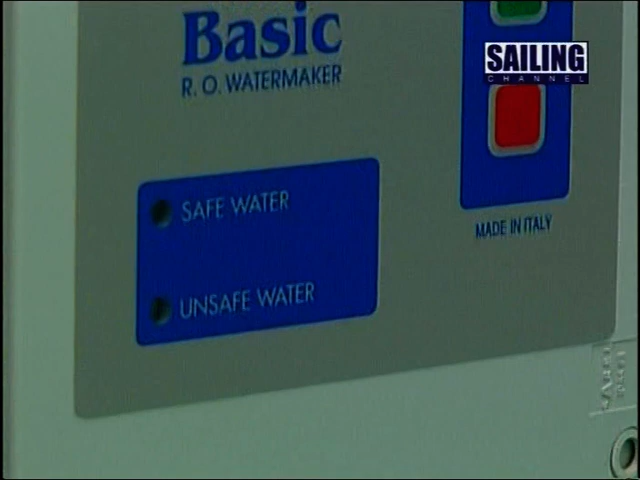 Basic
R. O. WATERMAKER
SAILING
CHANNEL
SAFE WATER
UNSAFE WATER
MADE IN ITALY